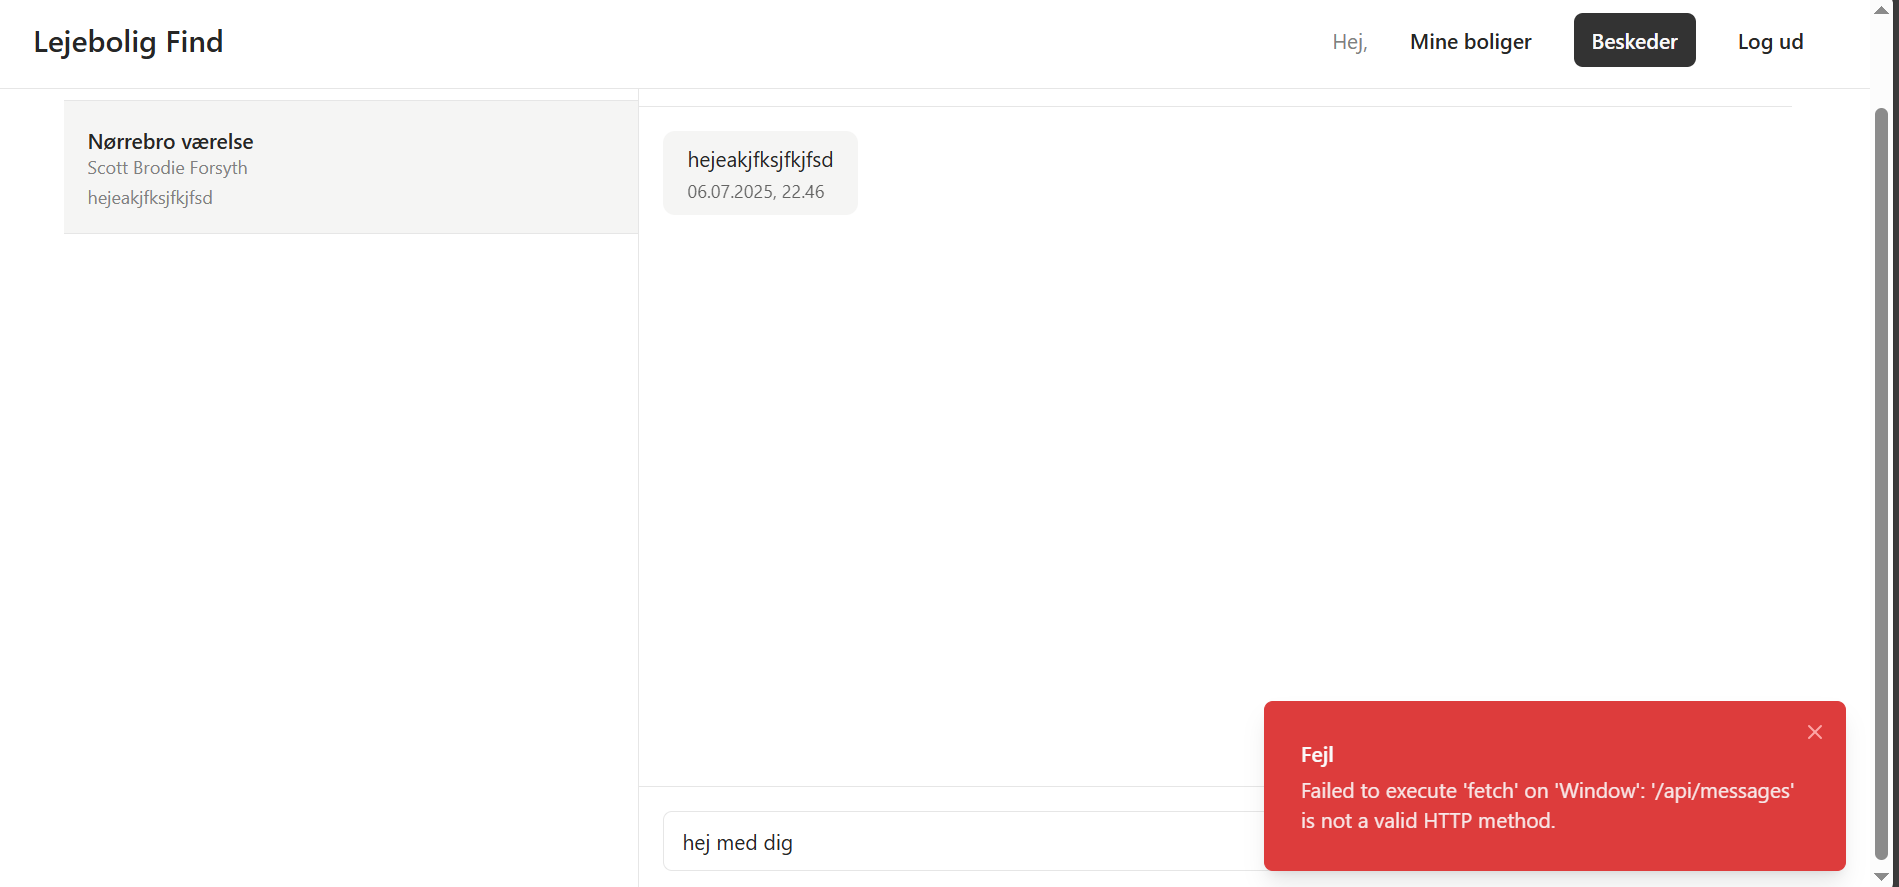 Lejebolig Find
Hej,
Mine boliger
Beskeder
Log ud
Nørrebro værelse
Scott Brodie Forsyth
hejeakjfksjfkjfsd
hejeakjfksjfkjfsd
06.07.2025, 22.46
Fejl
Failed to execute 'fetch' on 'Window': '/api/messages'
is not a valid HTTP method.
hej med dig